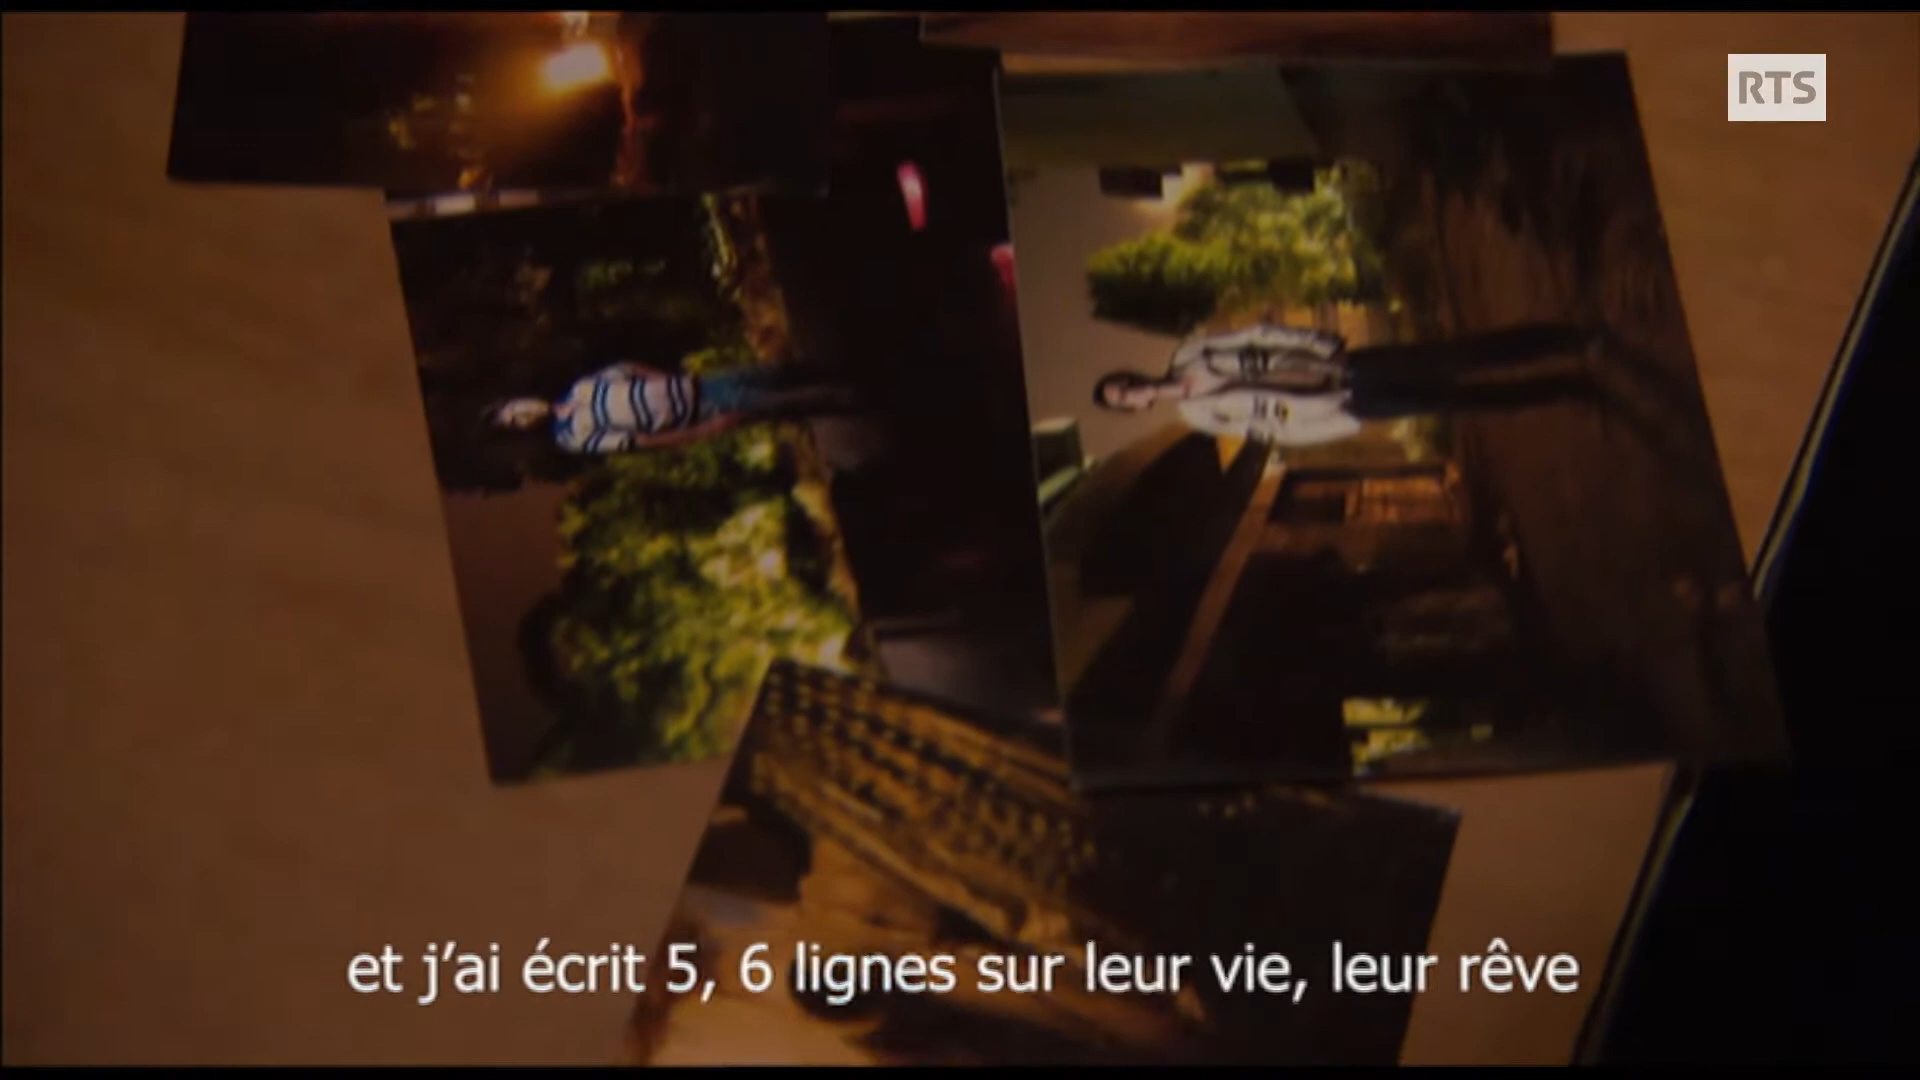 RTS
et j’ai écrit 5, 6 lignes sur leur vie, leur rêve